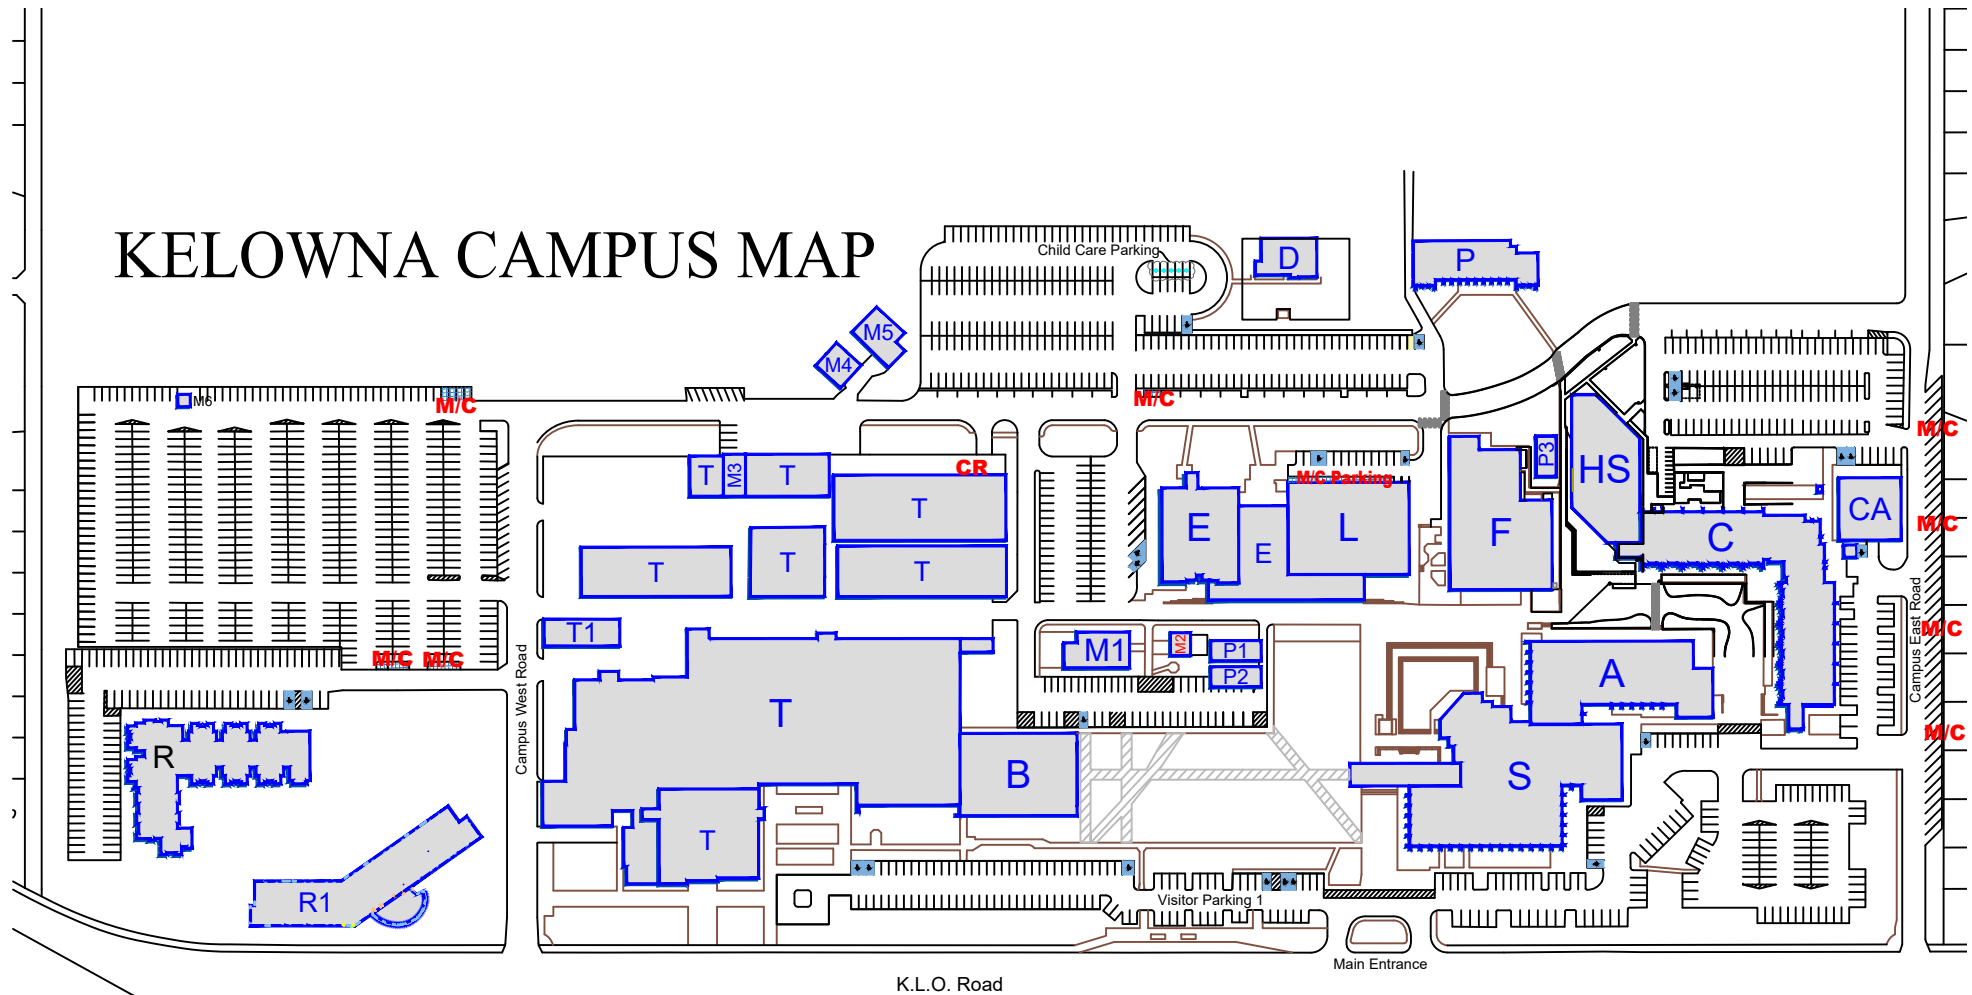 KELOWNA CAMPUS MAP
Child Care Parking
D
P
M5
M4
M6
M/C
M/C
M/C
CR
M/C Parking
T
M3
T
T
T
T
T
E
E
L
F
P3
HS
C
CA
M/C
T1
M1
M2
P1
P2
A
M/C
M/C
M/C
Campus West Road
Campus East Road
M/C
R
T
B
S
T
R1
Visitor Parking 1
Main Entrance
K.L.O. Road